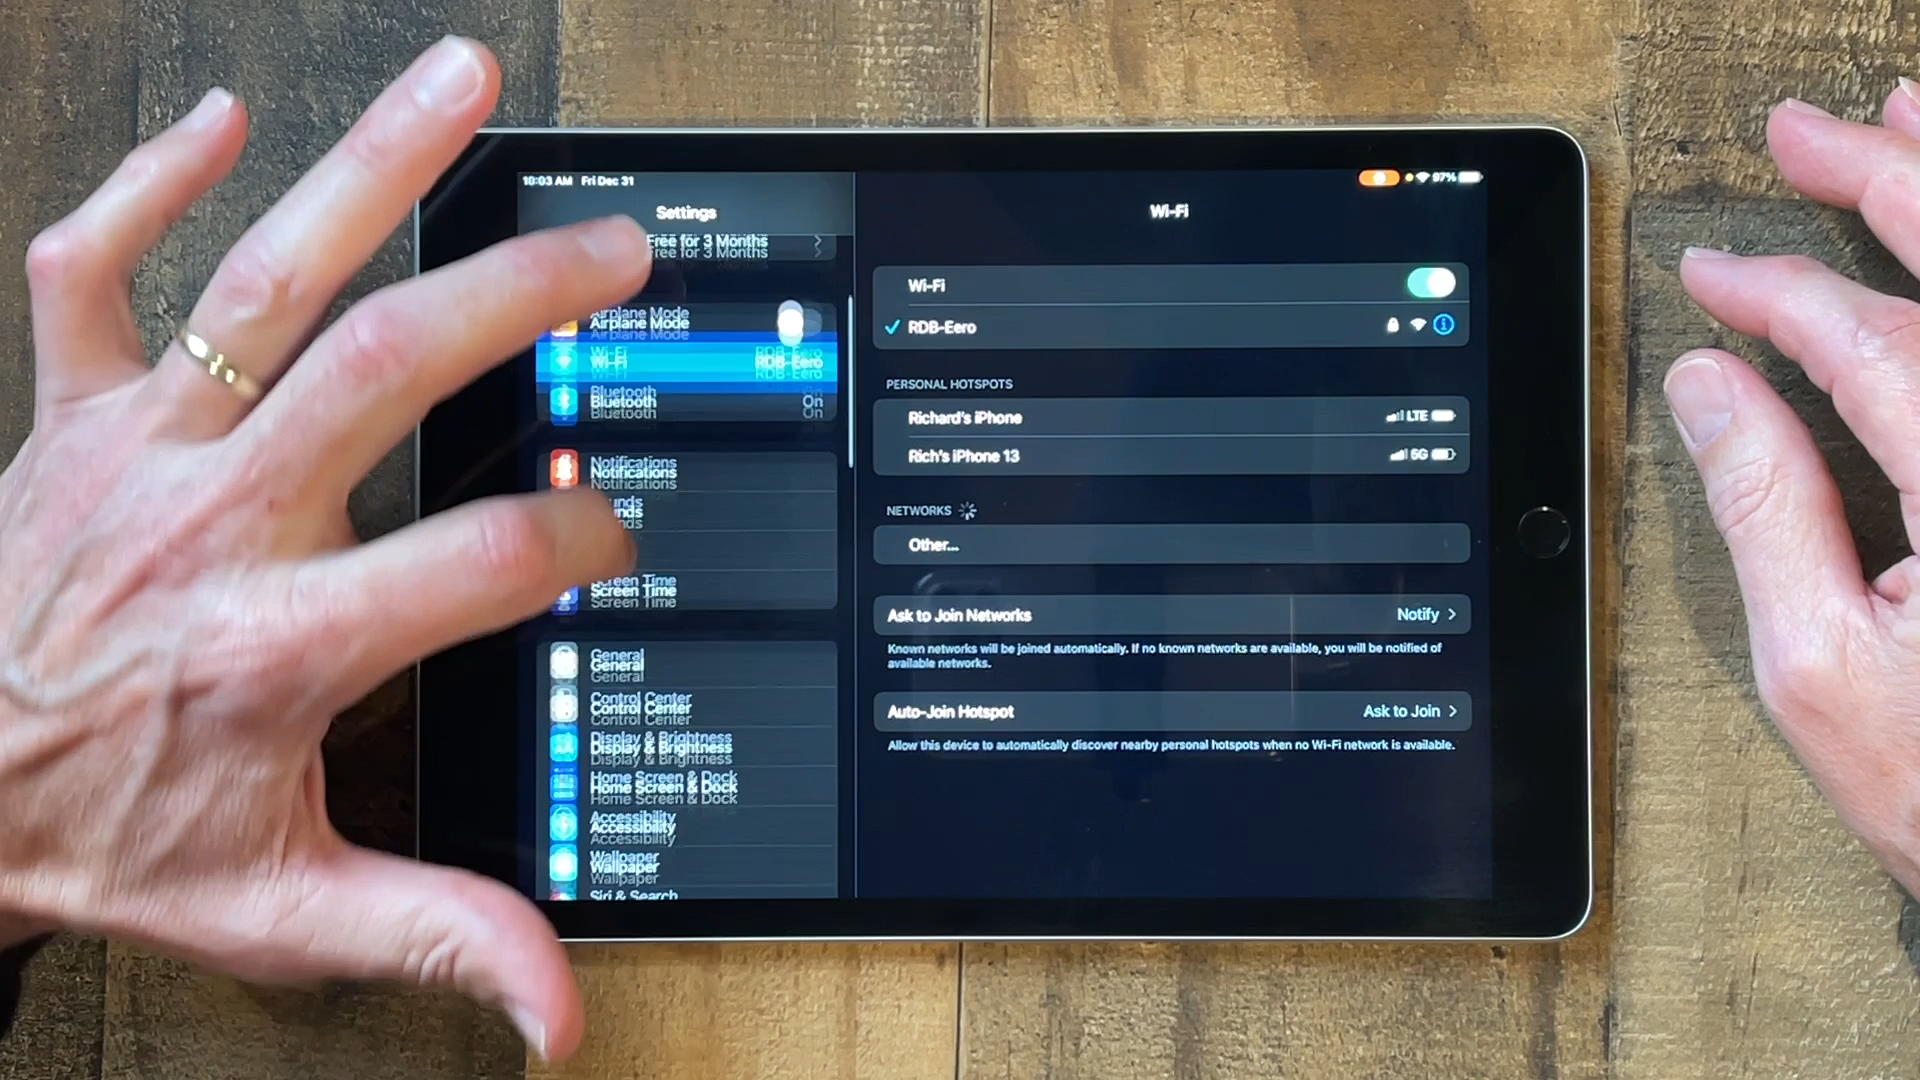 10:03 AM Fri Dec 31
97%
Settings
Free for 3 Months
Airplane Mode
Wi-Fi RDB-Eero
Bluetooth On
Notifications
Screen Time
General
Control Center
Display & Brightness
Home Screen & Dock
Accessibility
Wallpaper
Siri & Search
Wi-Fi
Wi-Fi
RDB-Eero
PERSONAL HOTSPOTS
Richard's iPhone LTE
Rich's iPhone 13 5G
NETWORKS
Other...
Ask to Join Networks Notify
Known networks will be joined automatically. If no known networks are available, you will be notified of
available networks.
Auto-Join Hotspot Ask to Join
Allow this device to automatically discover nearby personal hotspots when no Wi-Fi network is available.